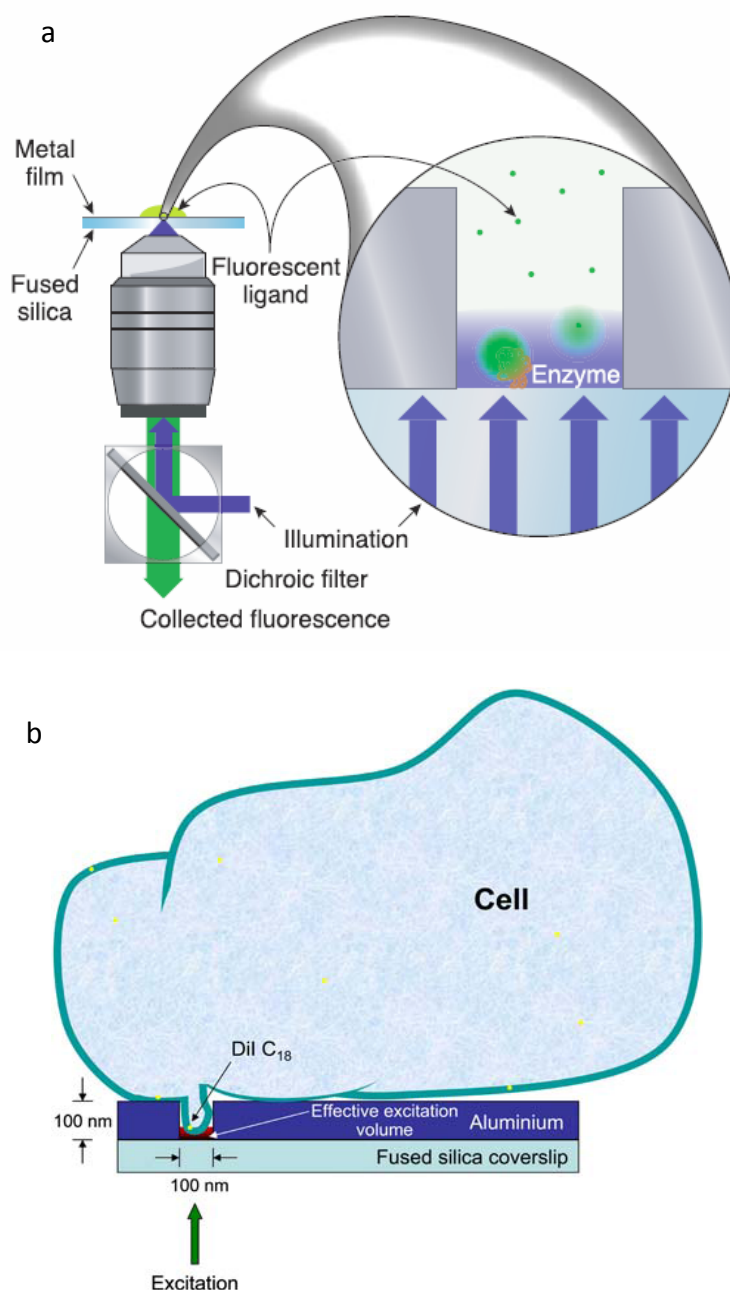 a
Metal
film
Fused
silica
Fluorescent
ligand
Enzyme
Illumination
Dichroic filter
Collected fluorescence
b
Cell
Dil C18
100 nm
Effective excitation
volume
Aluminium
Fused silica coverslip
100 nm
Excitation